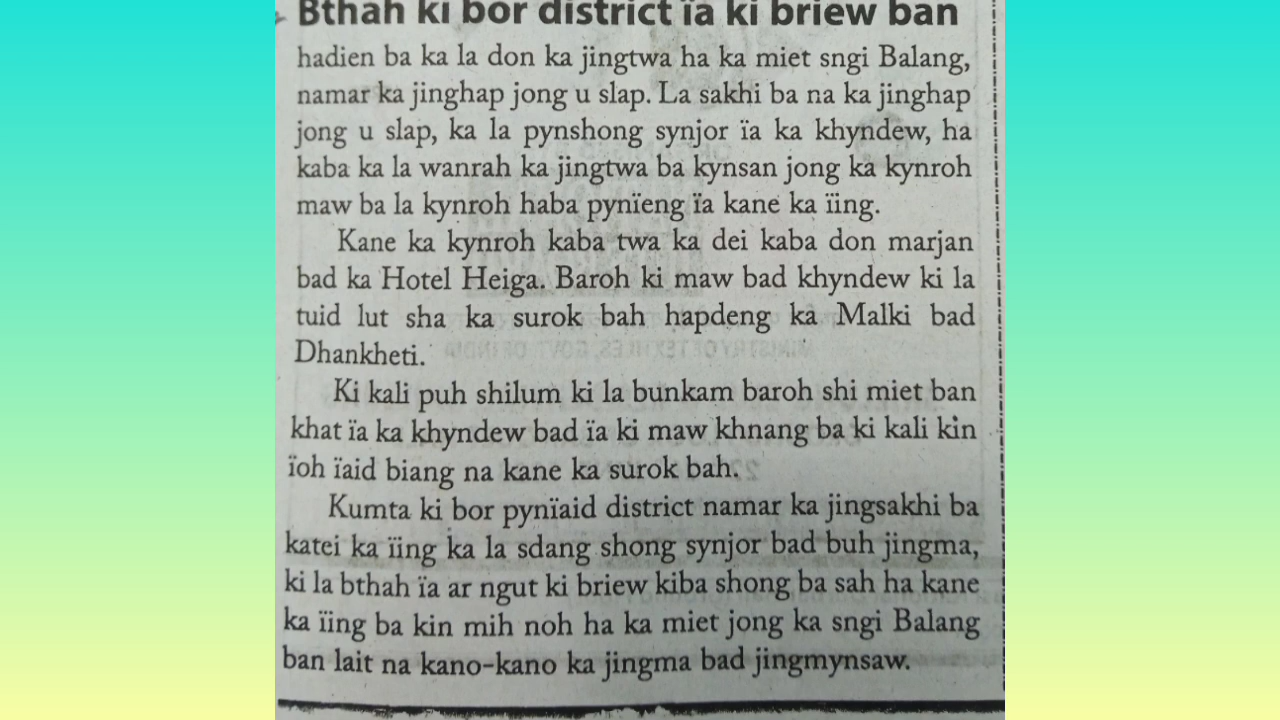 Bthah ki bor district ïa ki briew ban
hadien ba ka la don ka jingtwa ha ka miet sngi Balang,
namar ka jinghap jong u slap. La sakhi ba na ka jinghap
jong u slap, ka la pynshong synjor ïa ka khyndew, ha
kaba ka la wanrah ka jingtwa ba kynsan jong ka kynroh
maw ba la kynroh haba pynïeng ïa kane ka ïing.
Kane ka kynroh kaba twa ka dei kaba don marjan
bad ka Hotel Heiga. Baroh ki maw bad khyndew ki la
tuid lut sha ka surok bah hapdeng ka Malki bad
Dhankheti.
Ki kali puh shilum ki la bunkam baroh shi miet ban
khat ïa ka khyndew bad ïa ki maw khnang ba ki kali kin
ïoh ïaid biang na kane ka surok bah.
Kumta ki bor pynïaid district namar ka jingsakhi ba
katei ka ïing ka la sdang shong synjor bad buh jingma,
ki la bthah ïa ar ngut ki briew kiba shong ba sah ha kane
ka ïing ba kin mih noh ha ka miet jong ka sngi Balang
ban lait na kano-kano ka jingma bad jingmynsaw.